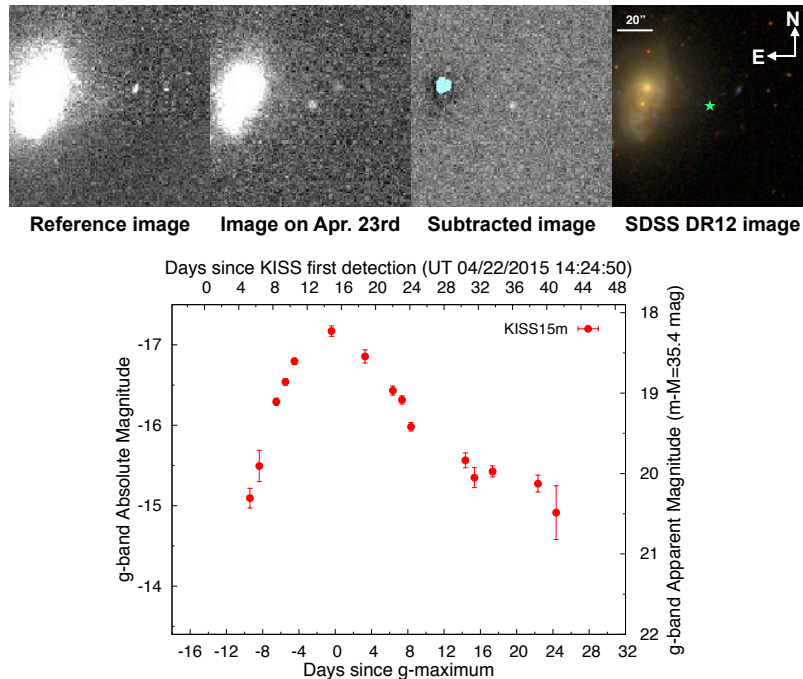 20"
N
E
Reference image
Image on Apr. 23rd
Subtracted image
SDSS DR12 image
Days since KISS first detection (UT 04/22/2015 14:24:50)
0 4 8 12 16 20 24 28 32 36 40 44 48
KISS15m
g-band Absolute Magnitude
-17
-16
-15
-14
18
19
20
21
22
g-band Apparent Magnitude (m-M=35.4 mag)
-16 -12 -8 -4 0 4 8 12 16 20 24 28 32
Days since g-maximum